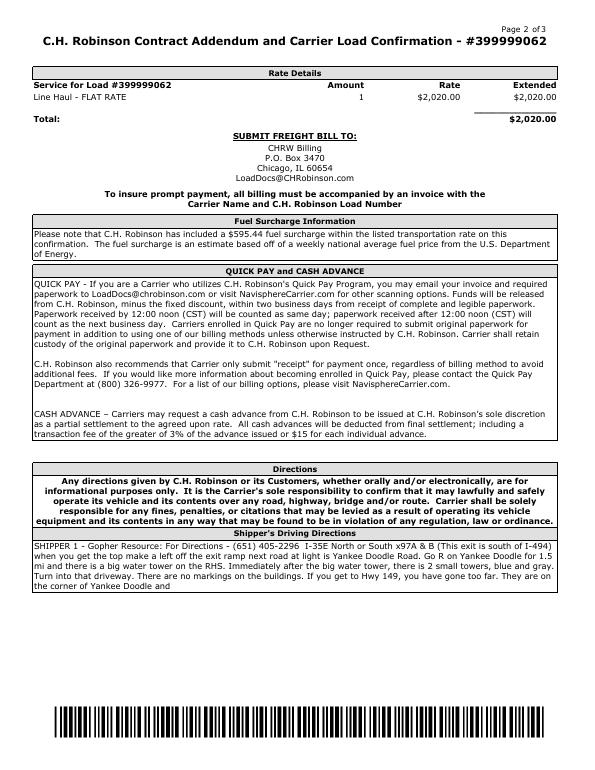 Page 2 of 3
C.H. Robinson Contract Addendum and Carrier Load Confirmation - #399999062
Rate Details
Service for Load #399999062 Amount Rate Extended
Line Haul - FLAT RATE 1 $2,020.00 $2,020.00
Total: $2,020.00
SUBMIT FREIGHT BILL TO:
CHRW Billing
P.O. Box 3470
Chicago, IL 60654
LoadDocs@CHRobinson.com
To insure prompt payment, all billing must be accompanied by an invoice with the
Carrier Name and C.H. Robinson Load Number
Fuel Surcharge Information
Please note that C.H. Robinson has included a $595.44 fuel surcharge within the listed transportation rate on this
confirmation. The fuel surcharge is an estimate based off of a weekly national average fuel price from the U.S. Department
of Energy.
QUICK PAY and CASH ADVANCE
QUICK PAY - If you are a Carrier who utilizes C.H. Robinson's Quick Pay Program, you may email your invoice and required
paperwork to LoadDocs@chrobinson.com or visit NavisphereCarrier.com for other scanning options. Funds will be released
from C.H. Robinson, minus the fixed discount, within two business days from receipt of complete and legible paperwork.
Paperwork received by 12:00 noon (CST) will be counted as same day; paperwork received after 12:00 noon (CST) will
count as the next business day. Carriers enrolled in Quick Pay are no longer required to submit original paperwork for
payment in addition to using one of our billing methods unless otherwise instructed by C.H. Robinson. Carrier shall retain
custody of the original paperwork and provide it to C.H. Robinson upon Request.
C.H. Robinson also recommends that Carrier only submit "receipt" for payment once, regardless of billing method to avoid
additional fees. If you would like more information about becoming enrolled in Quick Pay, please contact the Quick Pay
Department at (800) 326-9977. For a list of our billing options, please visit NavisphereCarrier.com.
CASH ADVANCE – Carriers may request a cash advance from C.H. Robinson to be issued at C.H. Robinson's sole discretion
as a partial settlement to the agreed upon rate. All cash advances will be deducted from final settlement; including a
transaction fee of the greater of 3% of the advance issued or $15 for each individual advance.
Directions
Any directions given by C.H. Robinson or its Customers, whether orally and/or electronically, are for
informational purposes only. It is the Carrier's sole responsibility to confirm that it may lawfully and safely
operate its vehicle and its contents over any road, highway, bridge and/or route. Carrier shall be solely
responsible for any fines, penalties, or citations that may be levied as a result of operating its vehicle
equipment and its contents in any way that may be found to be in violation of any regulation, law or ordinance.
Shipper's Driving Directions
SHIPPER 1 - Gopher Resource: For Directions - (651) 405-2296 I-35E North or South x97A & B (This exit is south of I-494)
when you get the top make a left off the exit ramp next road at light is Yankee Doodle Road. Go R on Yankee Doodle for 1.5
mi and there is a big water tower on the RHS. Immediately after the big water tower, there is 2 small towers, blue and gray.
Turn into that driveway. There are no markings on the buildings. If you get to Hwy 149, you have gone too far. They are on
the corner of Yankee Doodle and